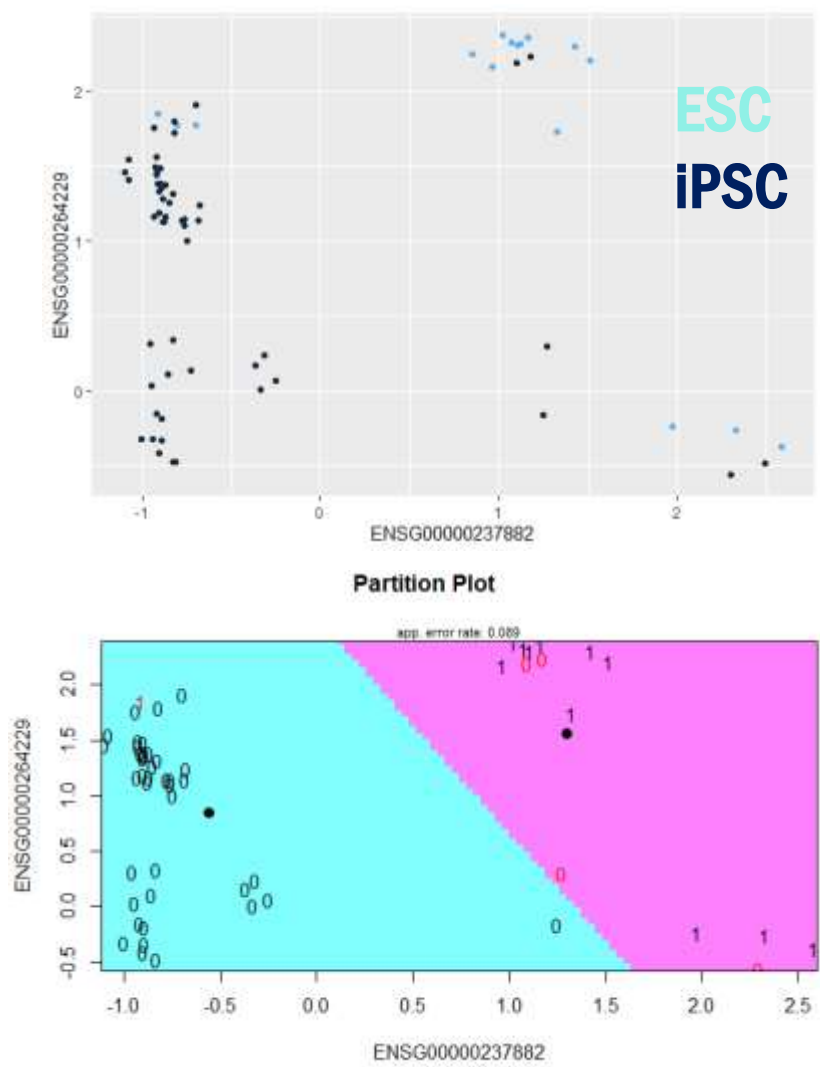 2
1
0
ENSG00000264229
ESC
iPSC
-1 0 1 2
ENSG00000237882
Partition Plot
app. error rate: 0.089
2.0
1.5
1.0
0.5
0.0
-0.5
ENSG00000264229
-1.0 -0.5 0.0 0.5 1.0 1.5 2.0 2.5
ENSG00000237882